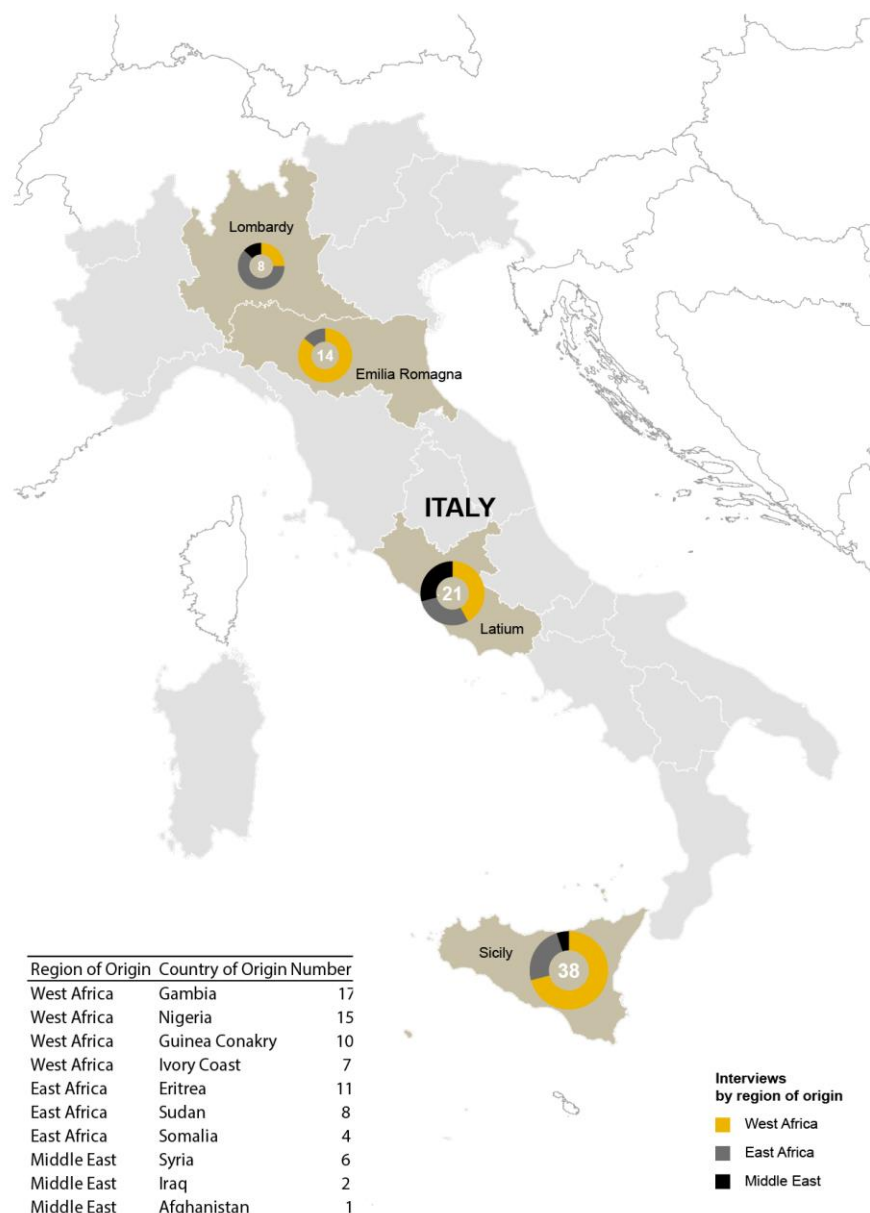 Lombardy
8
14
Emilia Romagna
ITALY
21
Latium
Sicily
38
Region of Origin Country of Origin Number
West Africa Gambia 17
West Africa Nigeria 15
West Africa Guinea Conakry 10
West Africa Ivory Coast 7
East Africa Eritrea 11
East Africa Sudan 8
East Africa Somalia 4
Middle East Syria 6
Middle East Iraq 2
Middle East Afghanistan 1
Interviews
by region of origin
West Africa
East Africa
Middle East